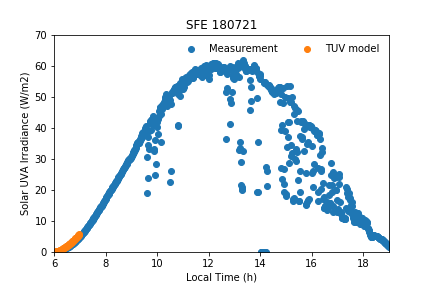 SFE 180721
Measurement TUV model
70
60
50
40
30
20
10
0
Solar UVA Irradiance (W/m2)
6 8 10 12 14 16 18
Local Time (h)